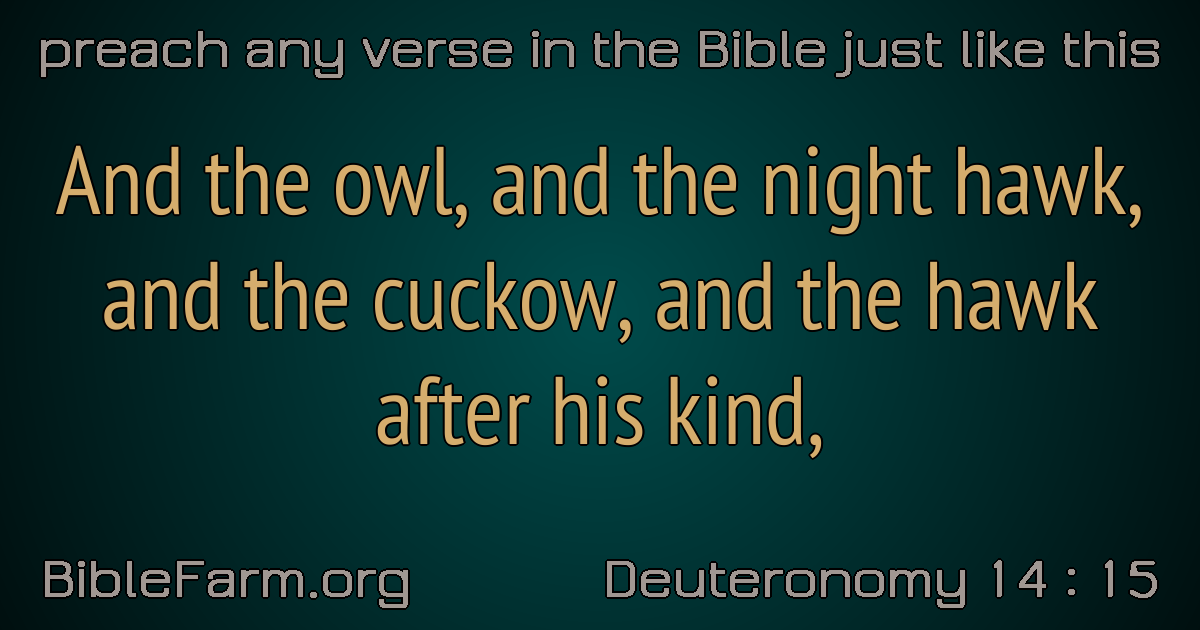 preach any verse in the Bible just like this
And the owl, and the night hawk,
and the cuckow, and the hawk
after his kind,
BibleFarm.org
Deuteronomy 14 : 15